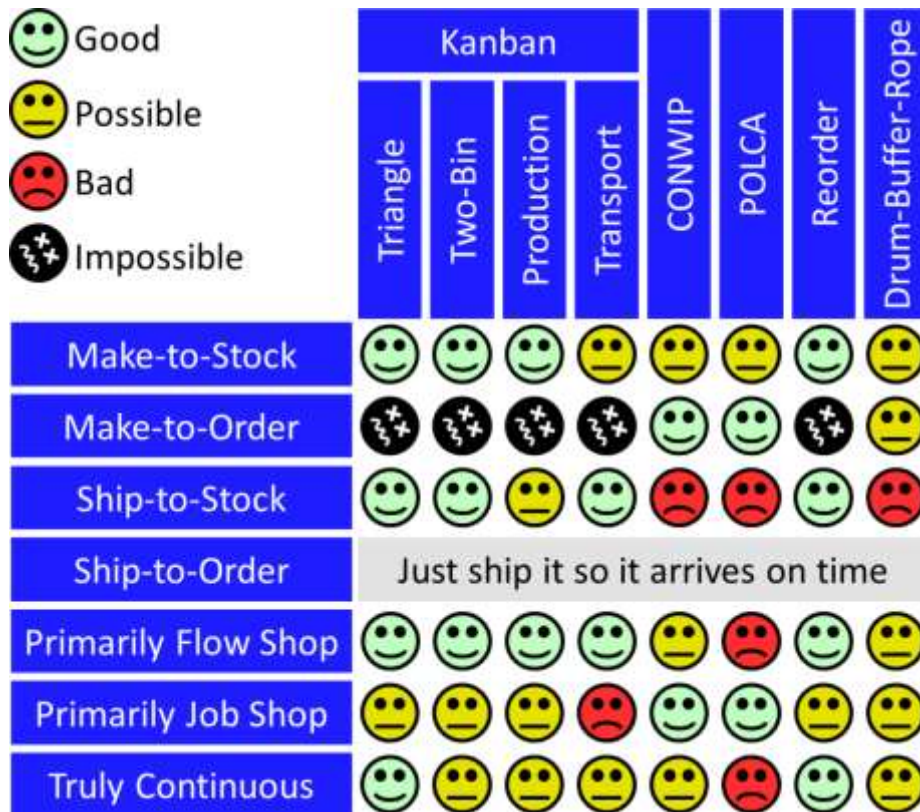 Good
Possible
Bad
Impossible
Kanban
Triangle
Two-Bin
Production
Transport
CONWIP
POLCA
Reorder
Drum-Buffer-Rope
Make-to-Stock
Make-to-Order
Ship-to-Stock
Ship-to-Order
Just ship it so it arrives on time
Primarily Flow Shop
Primarily Job Shop
Truly Continuous